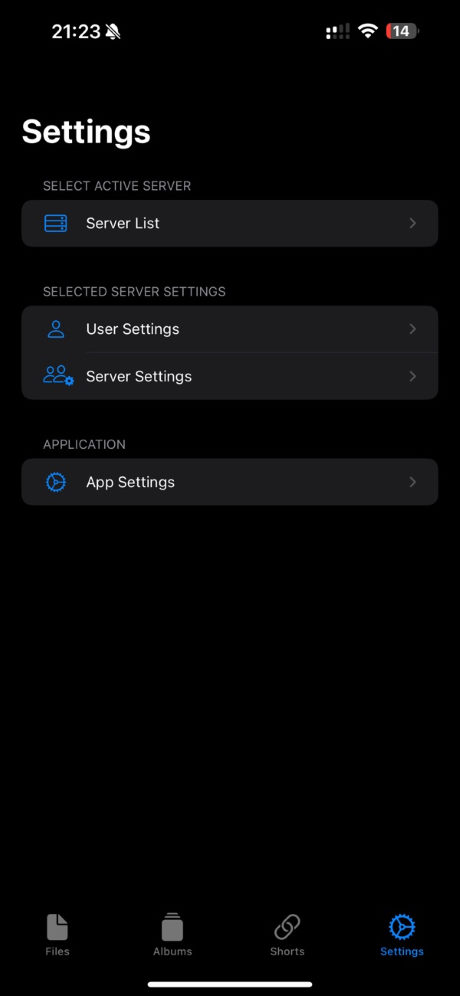 21:23
14
Settings
SELECT ACTIVE SERVER
Server List
SELECTED SERVER SETTINGS
User Settings
Server Settings
APPLICATION
App Settings
Files Albums Shorts Settings